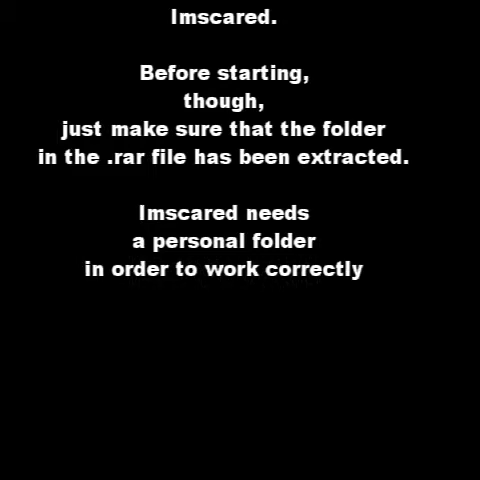 Imscared.
Before starting,
though,
just make sure that the folder
in the .rar file has been extracted.
Imscared needs
a personal folder
in order to work correctly